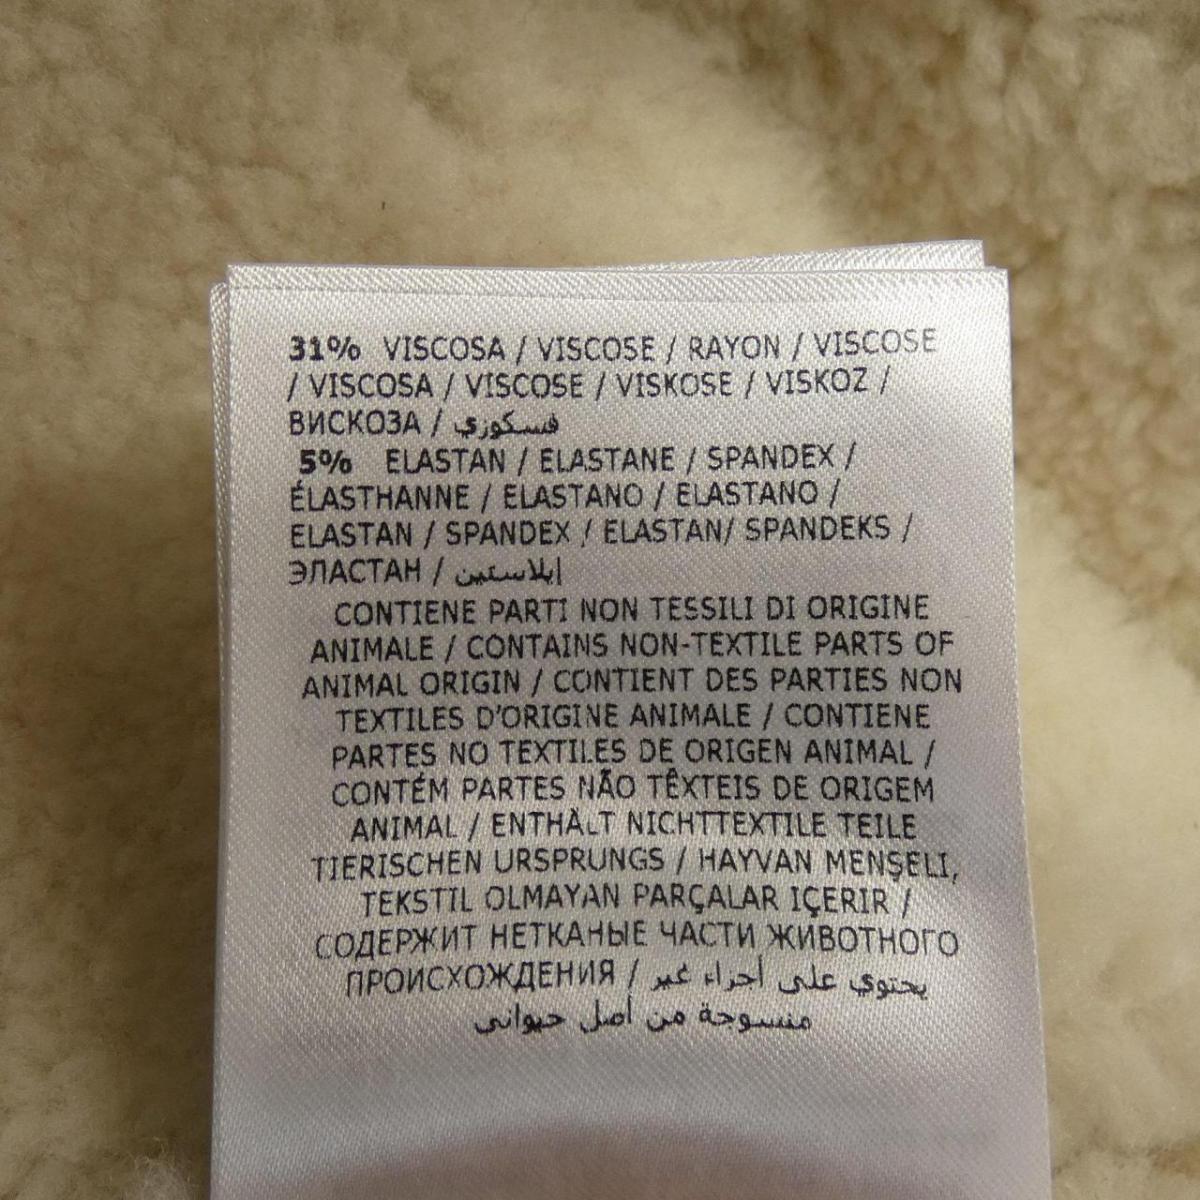 31% VISCOSA / VISCOSE / RAYON / VISCOSE
/ VISCOSA / VISCOSE / VISKOSE / VISKOZ /
ВИСКОЗА / فسكوزي
5% ELASTAN / ELASTANE / SPANDEX /
ÉLASTHANNE / ELASTANO / ELASTANO /
ELASTAN / SPANDEX / ELASTAN/ SPANDEKS /
ЭЛАСТАН / إيلاستين
CONTIENE PARTI NON TESSILI DI ORIGINE
ANIMALE / CONTAINS NON-TEXTILE PARTS OF
ANIMAL ORIGIN / CONTIENT DES PARTIES NON
TEXTILES D'ORIGINE ANIMALE / CONTIENE
PARTES NO TEXTILES DE ORIGEN ANIMAL /
CONTÉM PARTES NÃO TÊXTEIS DE ORIGEM
ANIMAL / ENTHÄLT NICHTTEXTILE TEILE
TIERISCHEN URSPRUNGS / HAYVAN MENŞELİ,
TEKSTIL OLMAYAN PARÇALAR IÇERIR /
СОДЕРЖИТ НЕТКАНЫЕ ЧАСТИ ЖИВОТНОГО
ПРОИСХОЖДЕНИЯ / يحتوي على أجزاء غير
منسوجة من أصل حيواني